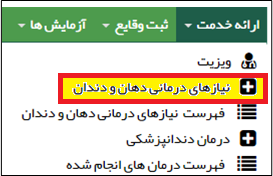 ارائه خدمت ثبت وقایع آزمایش ها
ویزیت
نیازهای درمانی دهان و دندان
فهرست نیازهای درمانی دهان و دندان
درمان دندانپزشکی
فهرست درمان های انجام شده